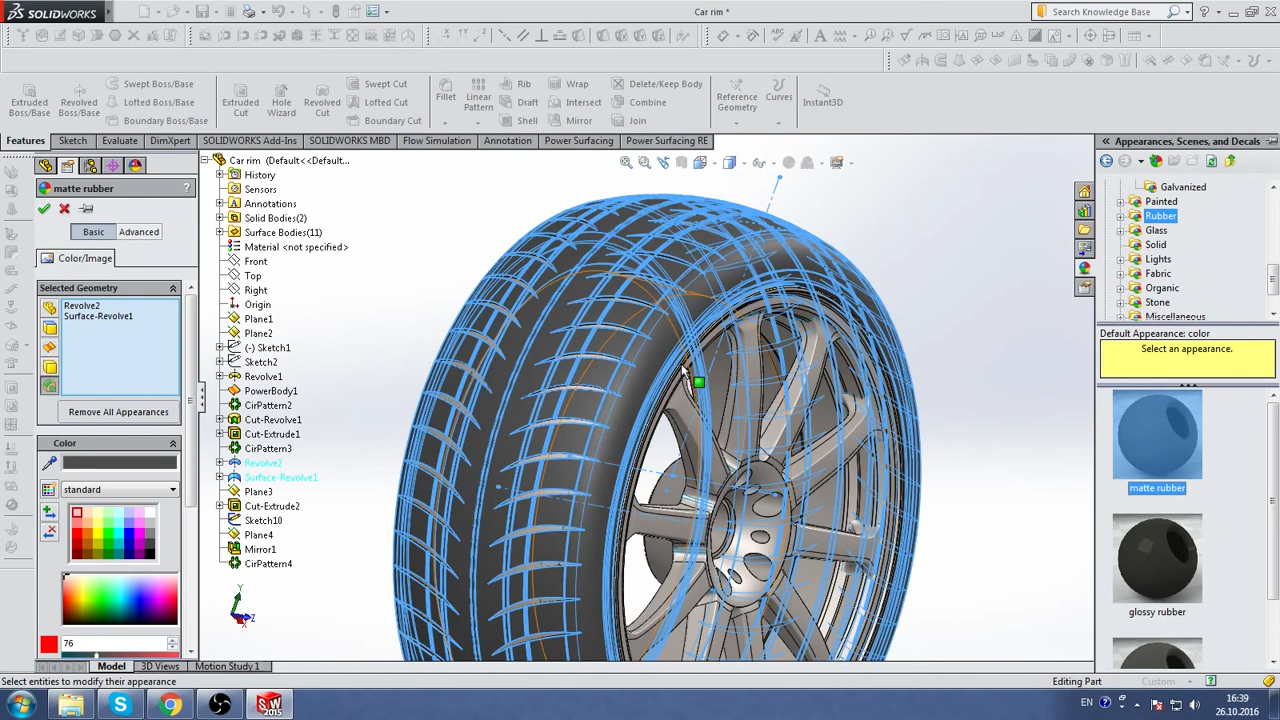 SOLIDWORKS
Car rim *
Search Knowledge Base
Extruded Boss/Base
Revolved Boss/Base
Swept Boss/Base
Lofted Boss/Base
Boundary Boss/Base
Extruded Cut
Hole Wizard
Revolved Cut
Swept Cut
Lofted Cut
Boundary Cut
Fillet
Linear Pattern
Rib
Draft
Shell
Wrap
Intersect
Mirror
Delete/Keep Body
Combine
Join
Reference Geometry
Curves
Instant3D
Features
Sketch
Evaluate
DimXpert
SOLIDWORKS Add-Ins
SOLIDWORKS MBD
Flow Simulation
Annotation
Power Surfacing
Power Surfacing RE
matte rubber
?
Basic
Advanced
Color/Image
Selected Geometry
Revolve2
Surface-Revolve1
Remove All Appearances
Color
standard
76
Car rim (Default<<Default...
History
Sensors
Annotations
Solid Bodies(2)
Surface Bodies(11)
Material <not specified>
Front
Top
Right
Origin
Plane1
Plane2
(-) Sketch1
Sketch2
Revolve1
PowerBody1
CirPattern2
Cut-Revolve1
Cut-Extrude1
CirPattern3
Revolve2
Surface-Revolve1
Plane3
Cut-Extrude2
Sketch10
Plane4
Mirror1
CirPattern4
Y
Z
X
Appearances, Scenes, and Decals
Galvanized
Painted
Rubber
Glass
Solid
Lights
Fabric
Organic
Stone
Miscellaneous
Default Appearance: color
Select an appearance.
matte rubber
glossy rubber
Model
3D Views
Motion Study 1
Select entities to modify their appearance
Editing Part
Custom
EN
16:39
26.10.2016
SW
2015